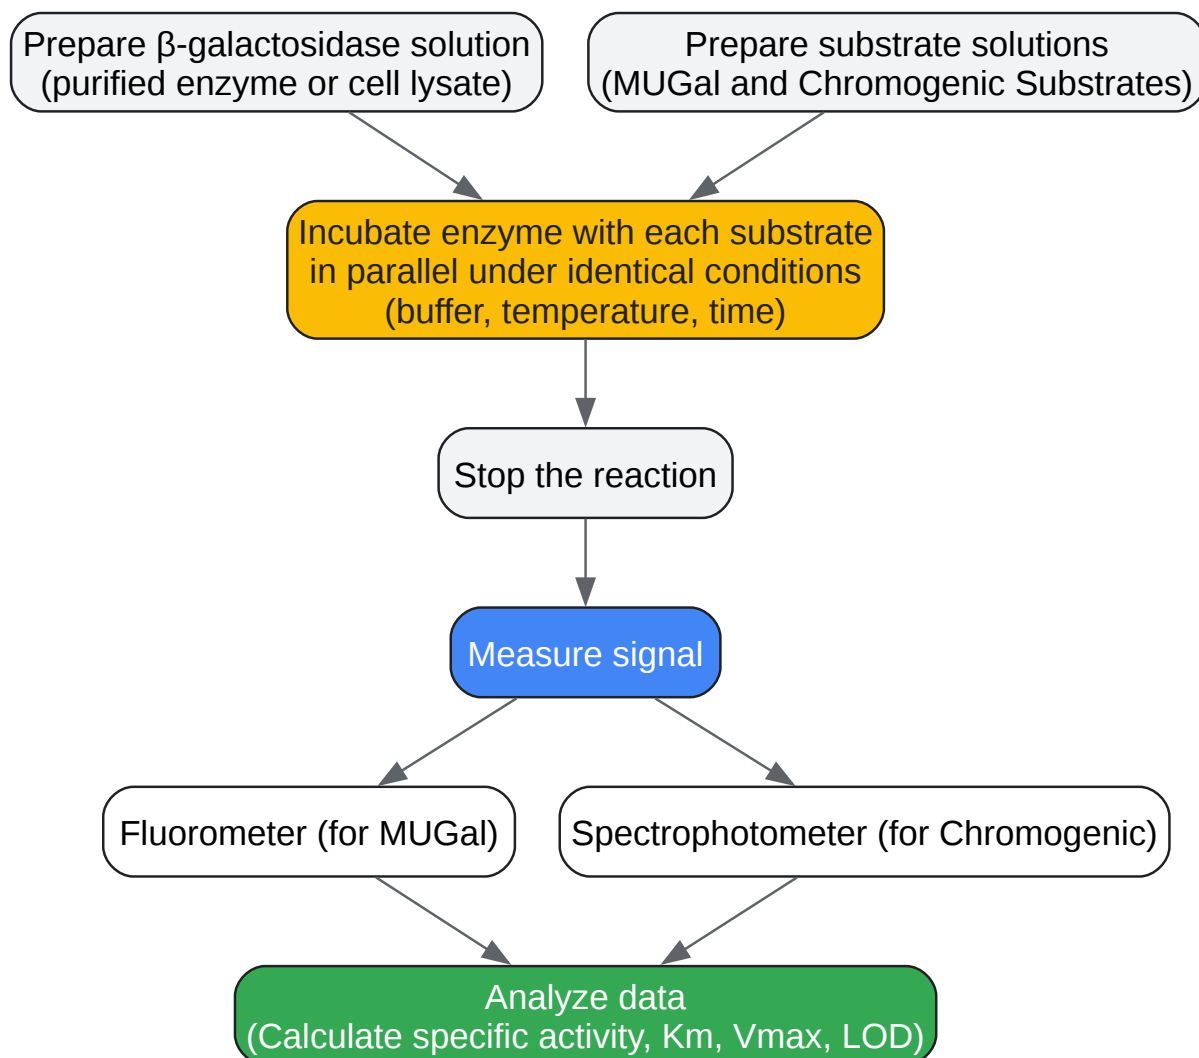 Prepare β-galactosidase solution
(purified enzyme or cell lysate)
Prepare substrate solutions
(MUGal and Chromogenic Substrates)
Incubate enzyme with each substrate
in parallel under identical conditions
(buffer, temperature, time)
Stop the reaction
Measure signal
Fluorometer (for MUGal)
Spectrophotometer (for Chromogenic)
Analyze data
(Calculate specific activity, Km, Vmax, LOD)